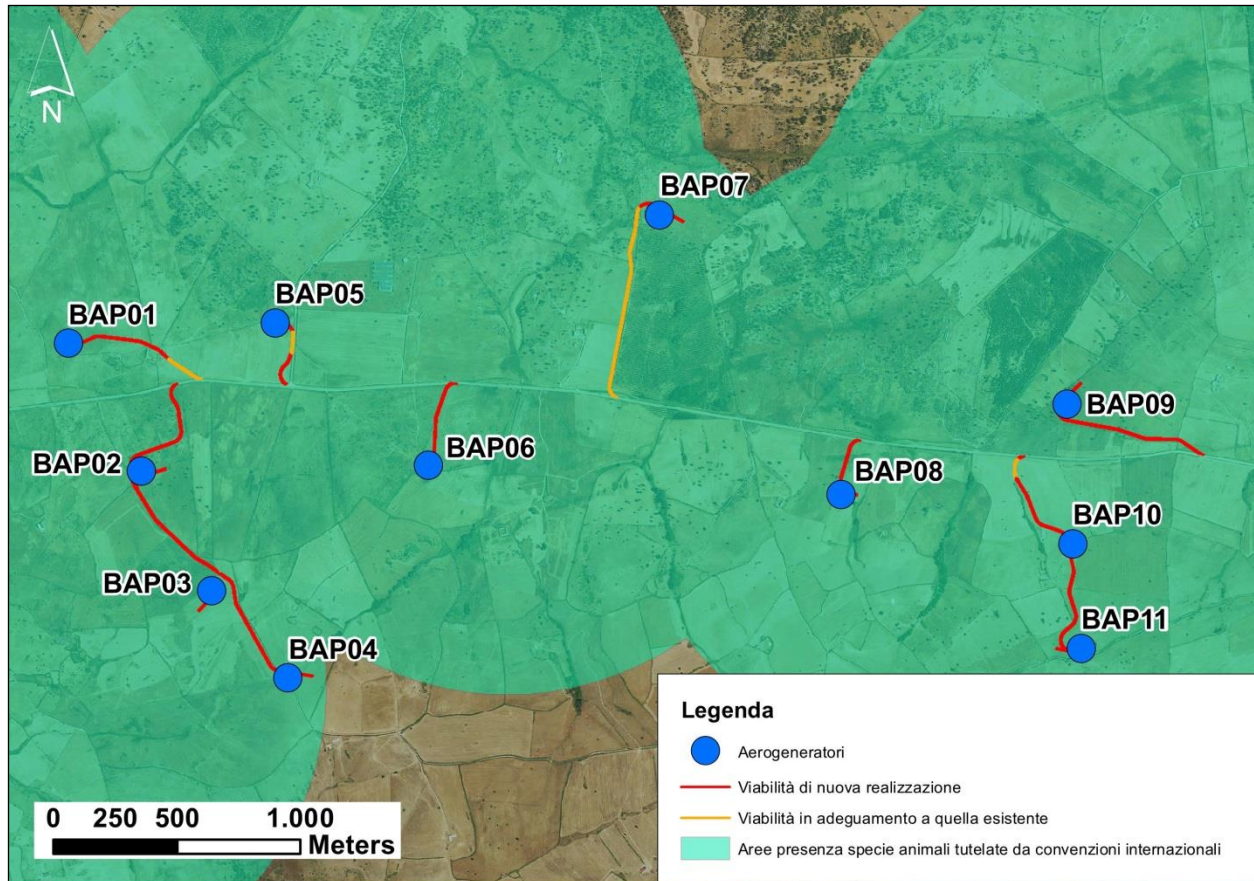 N
BAP07
BAP05
BAP01
BAP09
BAP02
BAP06
BAP08
BAP10
BAP03
BAP11
BAP04
Legenda
Aerogeneratori
Viabilità di nuova realizzazione
Viabilità in adeguamento a quella esistente
Aree presenza specie animali tutelate da convenzioni internazionali
0 250 500 1.000
Meters